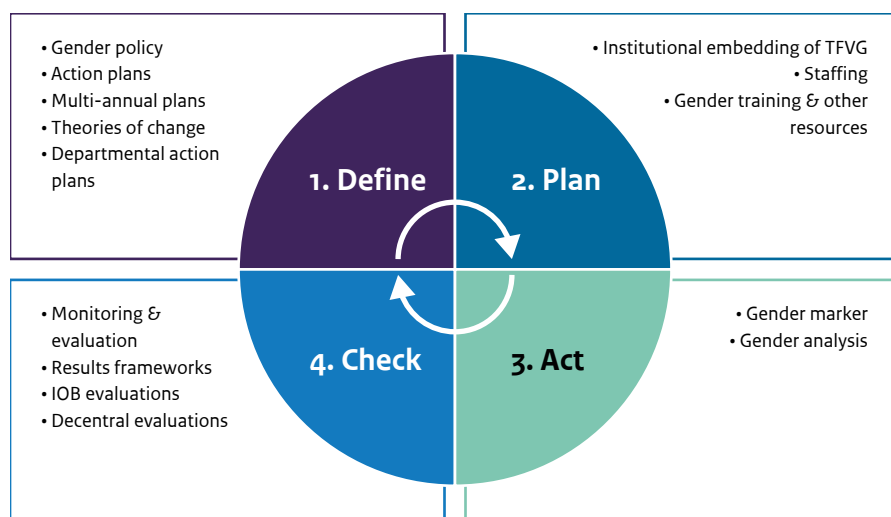 • Gender policy
• Action plans
• Multi-annual plans
• Theories of change
• Departmental action
plans
1. Define
• Institutional embedding of TFVG
• Staffing
• Gender training & other
resources
2. Plan
• Monitoring &
evaluation
• Results frameworks
• IOB evaluations
• Decentral evaluations
4. Check
• Gender marker
• Gender analysis
3. Act